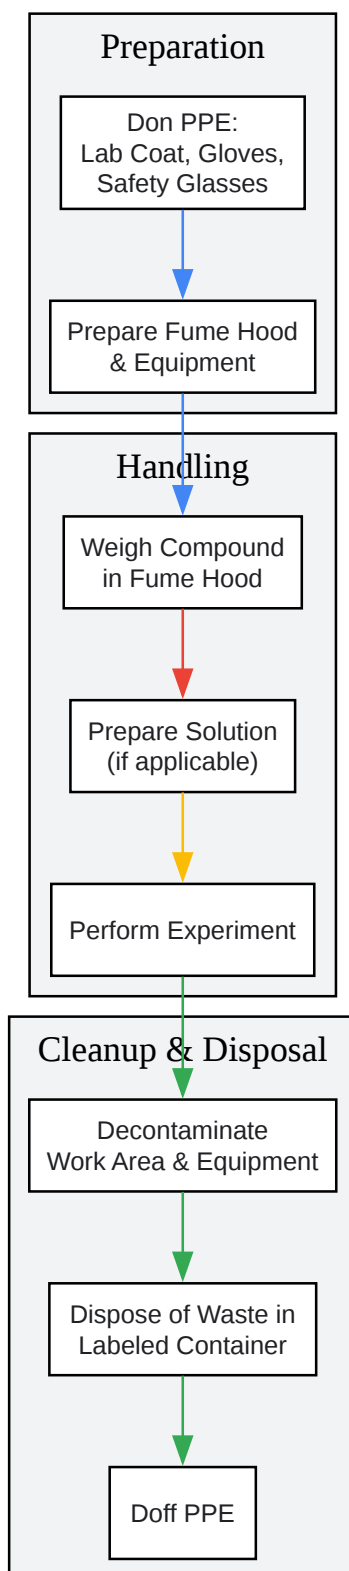 Preparation
Don PPE:
Lab Coat, Gloves,
Safety Glasses
Prepare Fume Hood
& Equipment
Handling
Weigh Compound
in Fume Hood
Prepare Solution
(if applicable)
Perform Experiment
Cleanup & Disposal
Decontaminate
Work Area & Equipment
Dispose of Waste in
Labeled Container
Doff PPE